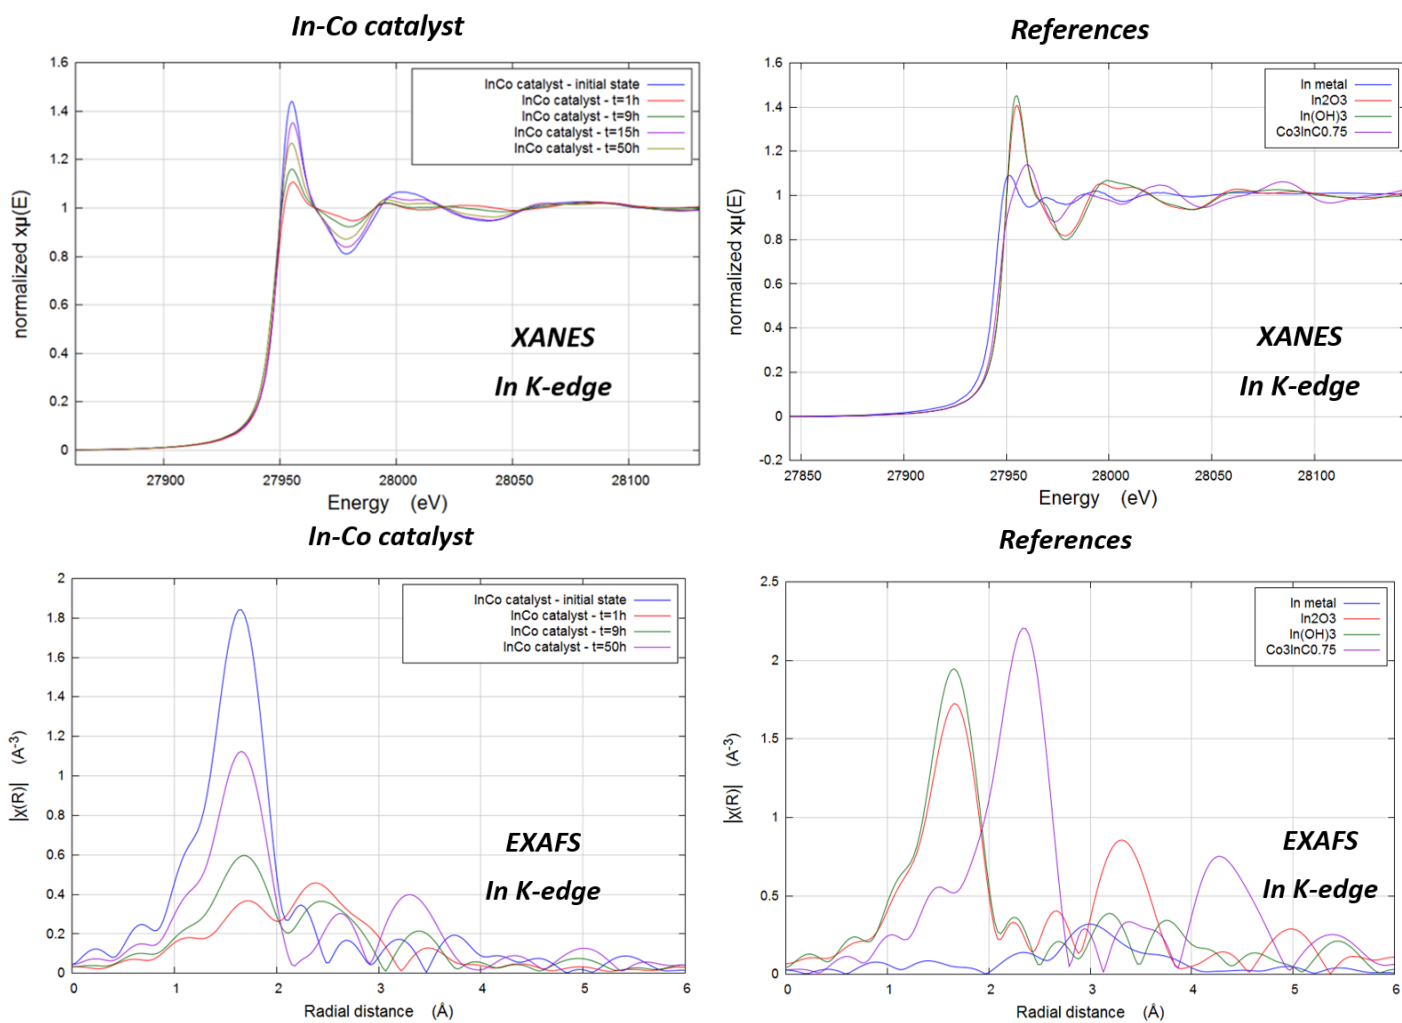 In-Co catalyst
1.6
1.4
1.2
1
0.8
0.6
0.4
0.2
0
normalized xμ(E)
InCo catalyst - initial state
InCo catalyst - t=1h
InCo catalyst - t=9h
InCo catalyst - t=15h
InCo catalyst - t=50h
XANES
In K-edge
27900 27950 28000 28050 28100
Energy (eV)
References
1.6
1.4
1.2
1
0.8
0.6
0.4
0.2
0
-0.2
normalized xμ(E)
In metal
In2O3
In(OH)3
Co3InC0.75
XANES
In K-edge
27850 27900 27950 28000 28050 28100
Energy (eV)
In-Co catalyst
2
1.8
1.6
1.4
1.2
1
0.8
0.6
0.4
0.2
0
|χ(R)| (A⁻³)
InCo catalyst - initial state
InCo catalyst - t=1h
InCo catalyst - t=9h
InCo catalyst - t=50h
EXAFS
In K-edge
0 1 2 3 4 5 6
Radial distance (Å)
References
2.5
2
1.5
1
0.5
0
|χ(R)| (A⁻³)
In metal
In2O3
In(OH)3
Co3InC0.75
EXAFS
In K-edge
0 1 2 3 4 5 6
Radial distance (Å)